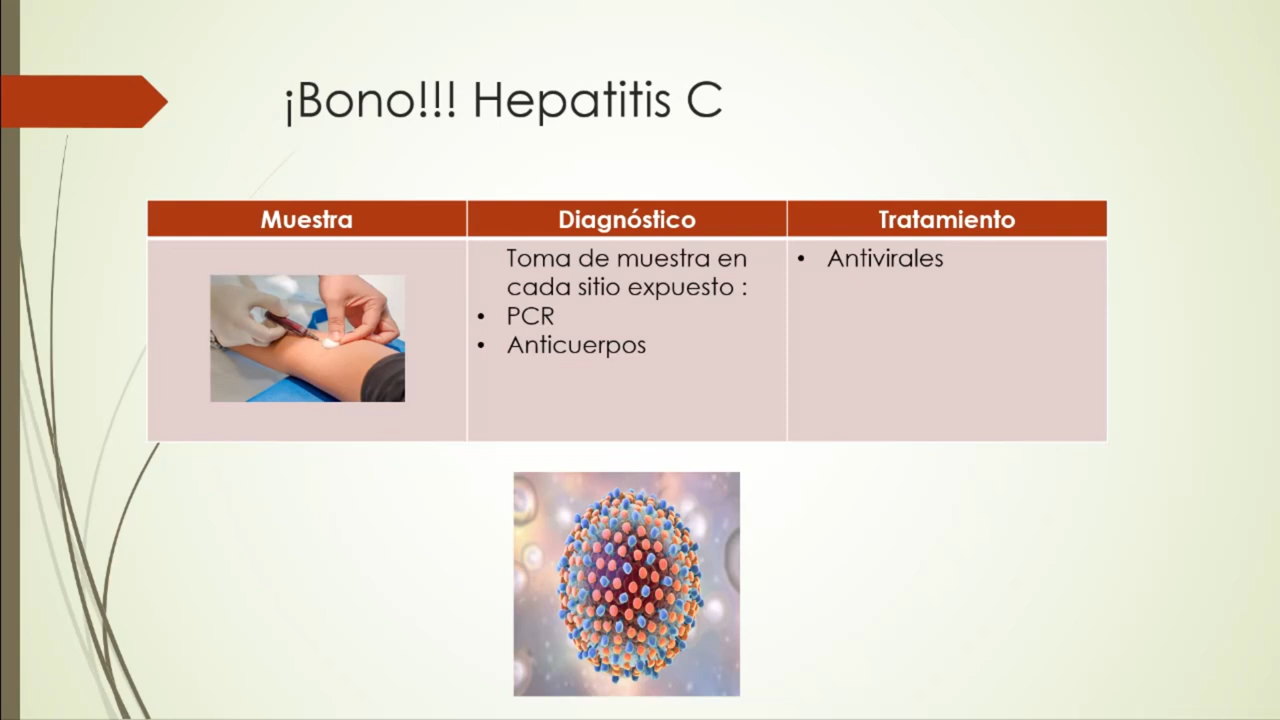 ¡Bono!!! Hepatitis C
Muestra
Diagnóstico
Tratamiento
Toma de muestra en
cada sitio expuesto :
• PCR
• Anticuerpos
• Antivirales